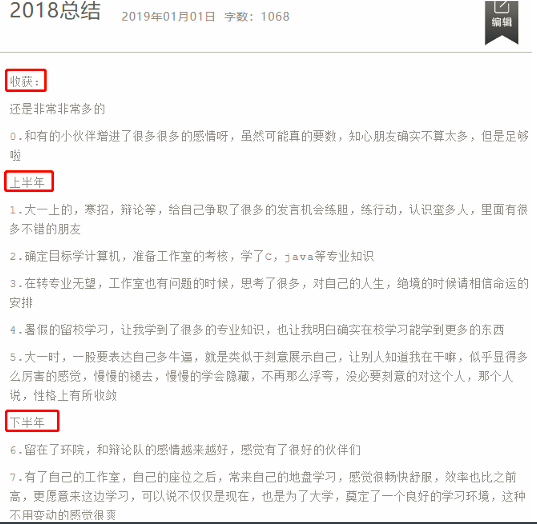 2018总结
2019年01月01日 字数：1068
编辑
收获：
还是非常非常多的
0.和有的小伙伴增进了很多很多的感情呀，虽然可能真的要数，知心朋友确实不算太多，但是足够
啦
上半年
1.大一上的，寒招，辩论等，给自己争取了很多的发言机会练胆，练行动，认识蛮多人，里面有很
多不错的朋友
2.确定目标学计算机，准备工作室的考核，学了C，java等专业知识
3.在转专业无望，工作室也有问题的时候，思考了很多，对自己的人生，绝境的时候请相信命运的
安排
4.暑假的留校学习，让我学到了很多的专业知识，也让我明白确实在校学习能学到更多的东西
5.大一时，一般要表达自己多牛逼，就是类似于刻意展示自己，让别人知道我在干嘛，似乎显得多
么厉害的感觉，慢慢的褪去，慢慢的学会隐藏，不再那么浮夸，没必要刻意的对这个人，那个人
说，性格上有所收敛
下半年
6.留在了环院，和辩论队的感情越来越好，感觉有了很好的伙伴们
7.有了自己的工作室，自己的座位之后，常来自己的地盘学习，感觉很畅快舒服，效率也比之前
高，更愿意来这边学习，可以说不仅仅是现在，也是为了大学，奠定了一个良好的学习环境，这种
不用变动的感觉很爽